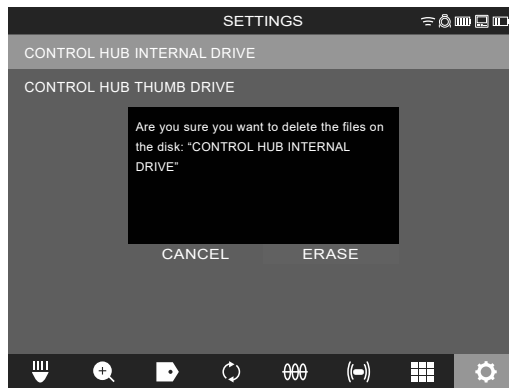 SETTINGS
CONTROL HUB INTERNAL DRIVE
CONTROL HUB THUMB DRIVE
Are you sure you want to delete the files on
the disk: “CONTROL HUB INTERNAL
DRIVE”
CANCEL ERASE